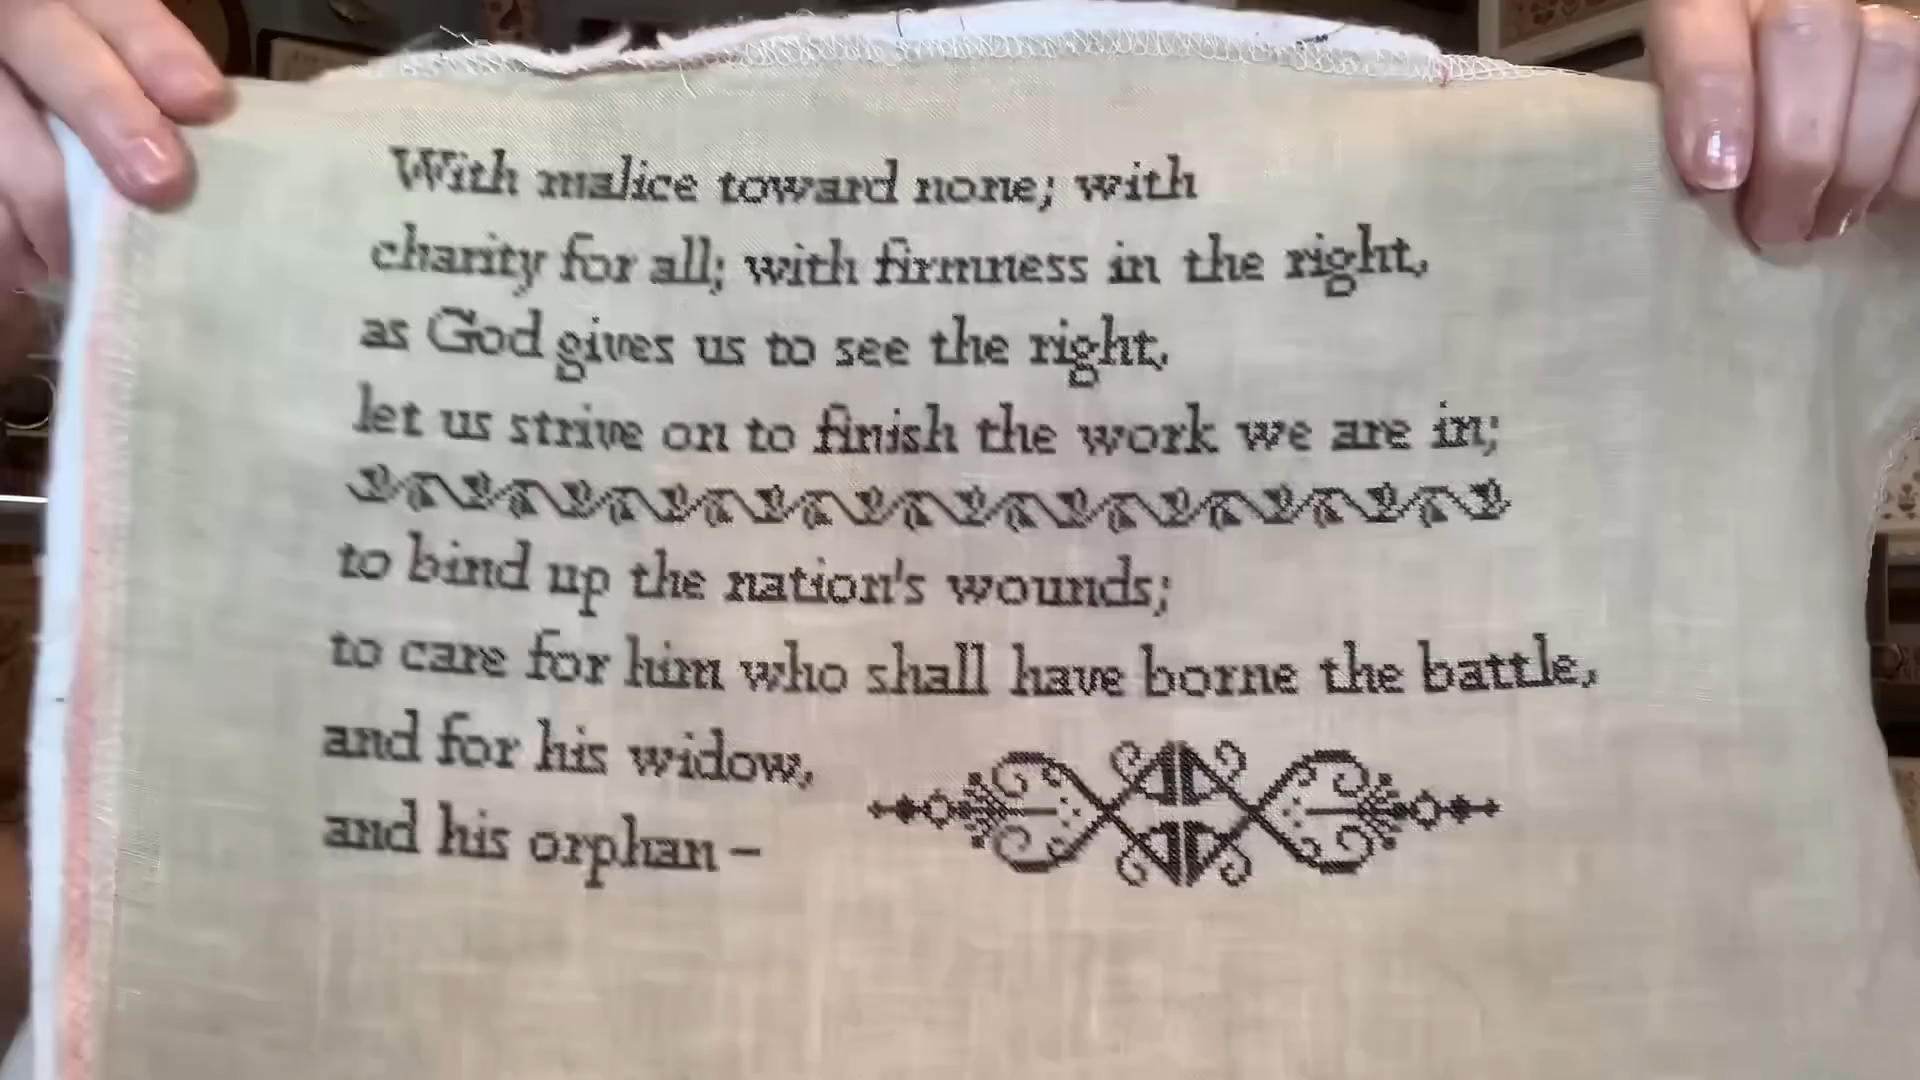 With malice toward none; with
charity for all; with firmness in the right,
as God gives us to see the right,
let us strive on to finish the work we are in;
to bind up the nation's wounds;
to care for him who shall have borne the battle,
and for his widow,
and his orphan –